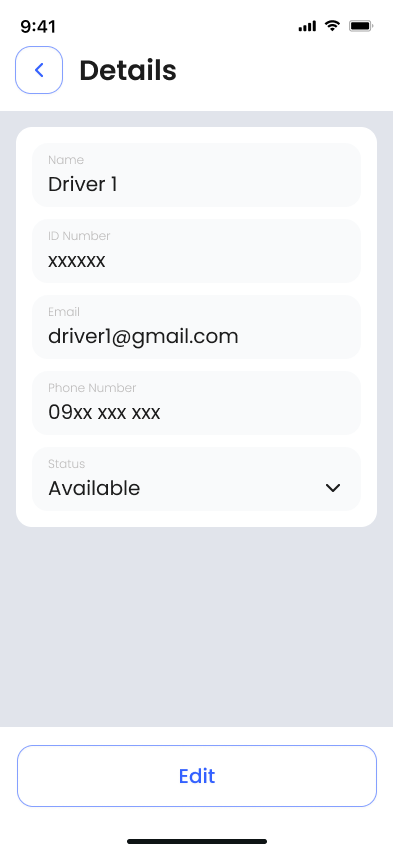 9:41
Details
Name
Driver 1
ID Number
xxxxxx
Email
driver1@gmail.com
Phone Number
09xx xxx xxx
Status
Available
Edit